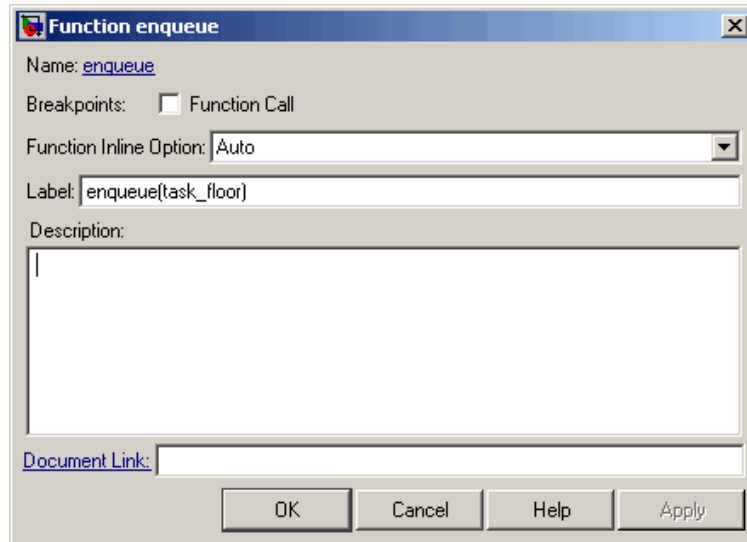 Function enqueue
Name: enqueue
Breakpoints: Function Call
Function Inline Option: Auto
Label: enqueue(task_floor)
Description:
Document Link:
OK Cancel Help Apply